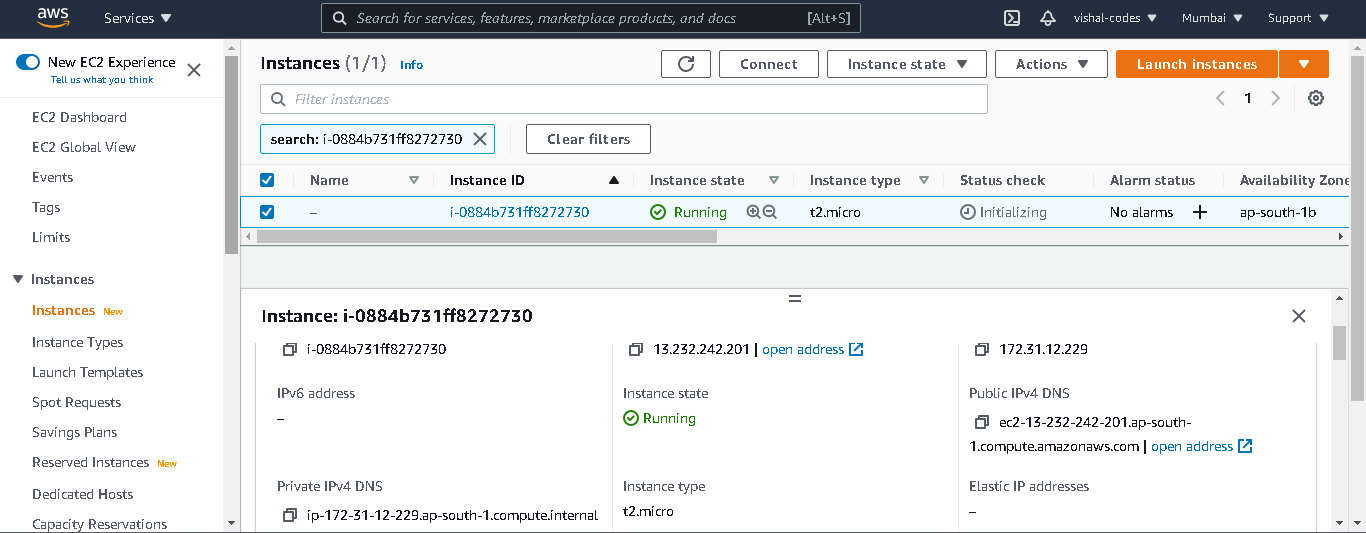 aws Services Search for services, features, marketplace products, and docs [Alt+S] vishal-codes Mumbai Support
New EC2 Experience
Tell us what you think
EC2 Dashboard
EC2 Global View
Events
Tags
Limits
Instances
Instances New
Instance Types
Launch Templates
Spot Requests
Savings Plans
Reserved Instances New
Dedicated Hosts
Capacity Reservations
Instances (1/1) Info Connect Instance state Actions Launch instances
Filter instances 1
search: i-0884b731ff8272730 Clear filters
Name Instance ID Instance state Instance type Status check Alarm status Availability Zone
– i-0884b731ff8272730 Running t2.micro Initializing No alarms + ap-south-1b
Instance: i-0884b731ff8272730
i-0884b731ff8272730 13.232.242.201 | open address 172.31.12.229
IPv6 address Instance state Public IPv4 DNS
– Running ec2-13-232-242-201.ap-south-
1.compute.amazonaws.com | open address
Private IPv4 DNS Instance type Elastic IP addresses
ip-172-31-12-229.ap-south-1.compute.internal t2.micro –